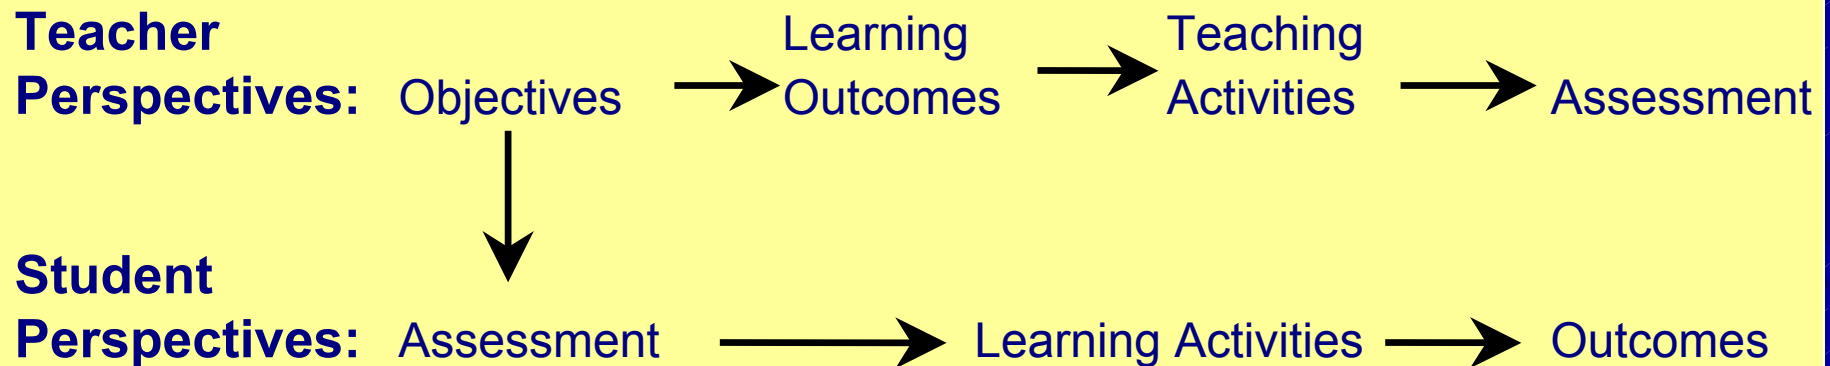 Teacher Learning Teaching
Perspectives: Objectives Outcomes Activities Assessment
Student
Perspectives: Assessment Learning Activities Outcomes